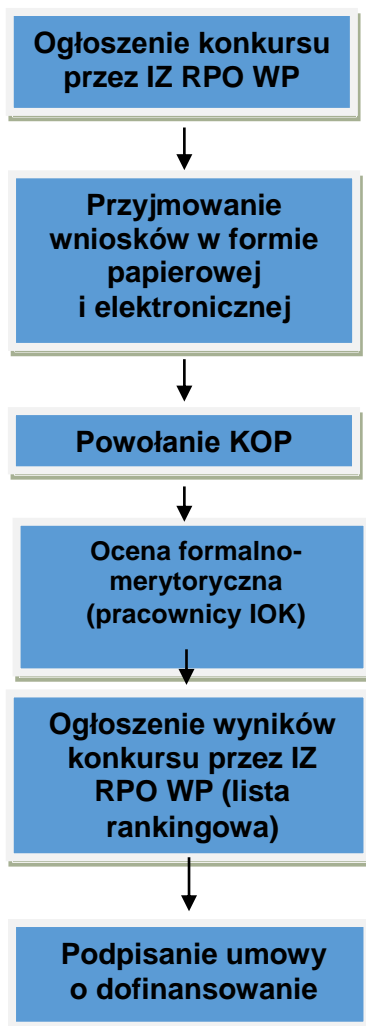 Ogłoszenie konkursu
przez IZ RPO WP
Przyjmowanie
wniosków w formie
papierowej
i elektronicznej
Powołanie KOP
Ocena formalno-
merytoryczna
(pracownicy IOK)
Ogłoszenie wyników
konkursu przez IZ
RPO WP (lista
rankingowa)
Podpisanie umowy
o dofinansowanie